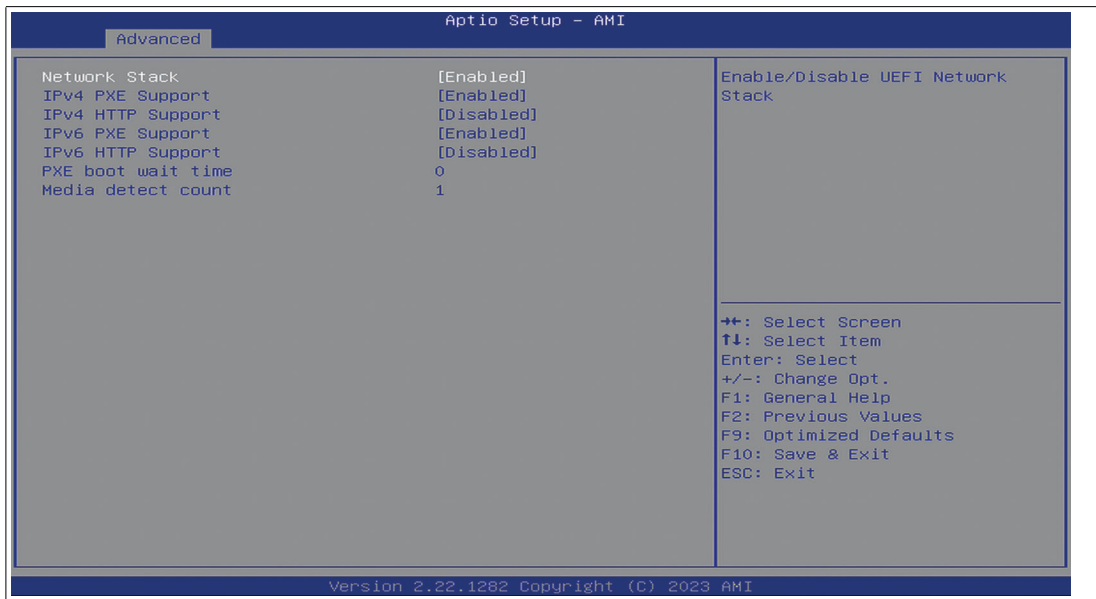 Aptio Setup – AMI
Advanced
Network Stack [Enabled]
IPv4 PXE Support [Enabled]
IPv4 HTTP Support [Disabled]
IPv6 PXE Support [Enabled]
IPv6 HTTP Support [Disabled]
PXE boot wait time 0
Media detect count 1
Enable/Disable UEFI Network
Stack
→←: Select Screen
↑↓: Select Item
Enter: Select
+/-: Change Opt.
F1: General Help
F2: Previous Values
F9: Optimized Defaults
F10: Save & Exit
ESC: Exit
Version 2.22.1282 Copyright (C) 2023 AMI